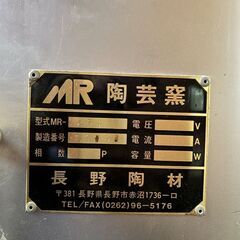 MR 陶芸窯
型式MR- 電圧 V
製造番号 電流 A
相数 P 容量 W
長野陶材
〒381 長野県長野市赤沼1736-ロ
TEL/FAX(0262)96-5176